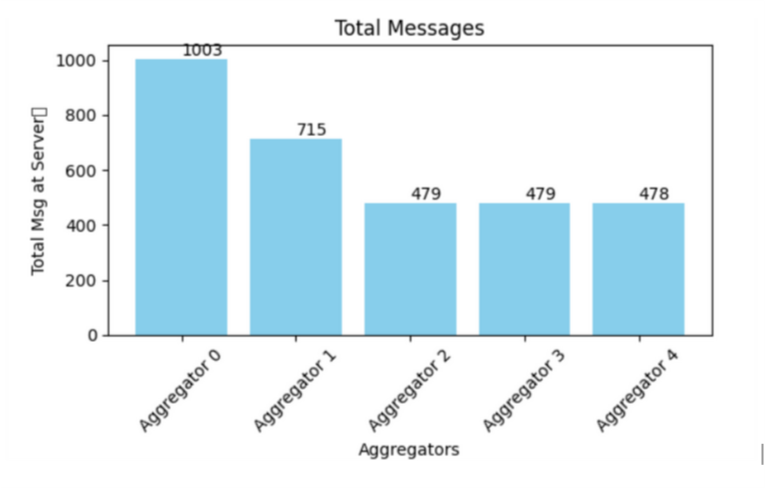 Total Messages
Total Msg at Server▯
1000
800
600
400
200
0
1003
715
479
479
478
Aggregator 0
Aggregator 1
Aggregator 2
Aggregator 3
Aggregator 4
Aggregators